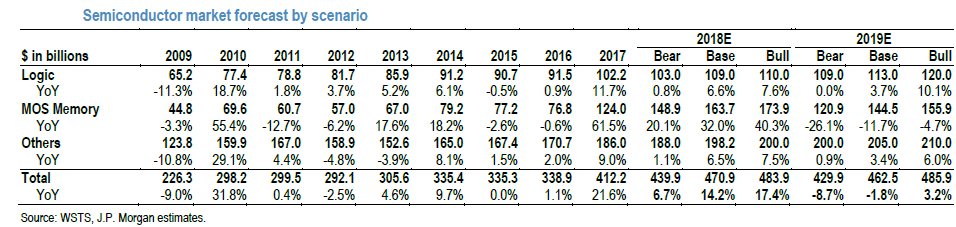 Semiconductor market forecast by scenario
2018E 2019E
$ in billions 2009 2010 2011 2012 2013 2014 2015 2016 2017 Bear Base Bull Bear Base Bull
Logic 65.2 77.4 78.8 81.7 85.9 91.2 90.7 91.5 102.2 103.0 109.0 110.0 109.0 113.0 120.0
YoY -11.3% 18.7% 1.8% 3.7% 5.2% 6.1% -0.5% 0.9% 11.7% 0.8% 6.6% 7.6% 0.0% 3.7% 10.1%
MOS Memory 44.8 69.6 60.7 57.0 67.0 79.2 77.2 76.8 124.0 148.9 163.7 173.9 120.9 144.5 155.9
YoY -3.3% 55.4% -12.7% -6.2% 17.6% 18.2% -2.6% -0.6% 61.5% 20.1% 32.0% 40.3% -26.1% -11.7% -4.7%
Others 123.8 159.9 167.0 158.9 152.6 165.0 167.4 170.7 186.0 188.0 198.2 200.0 200.0 205.0 210.0
YoY -10.8% 29.1% 4.4% -4.8% -3.9% 8.1% 1.5% 2.0% 9.0% 1.1% 6.5% 7.5% 0.9% 3.4% 6.0%
Total 226.3 298.2 299.5 292.1 305.6 335.4 335.3 338.9 412.2 439.9 470.9 483.9 429.9 462.5 485.9
YoY -9.0% 31.8% 0.4% -2.5% 4.6% 9.7% 0.0% 1.1% 21.6% 6.7% 14.2% 17.4% -8.7% -1.8% 3.2%
Source: WSTS, J.P. Morgan estimates.